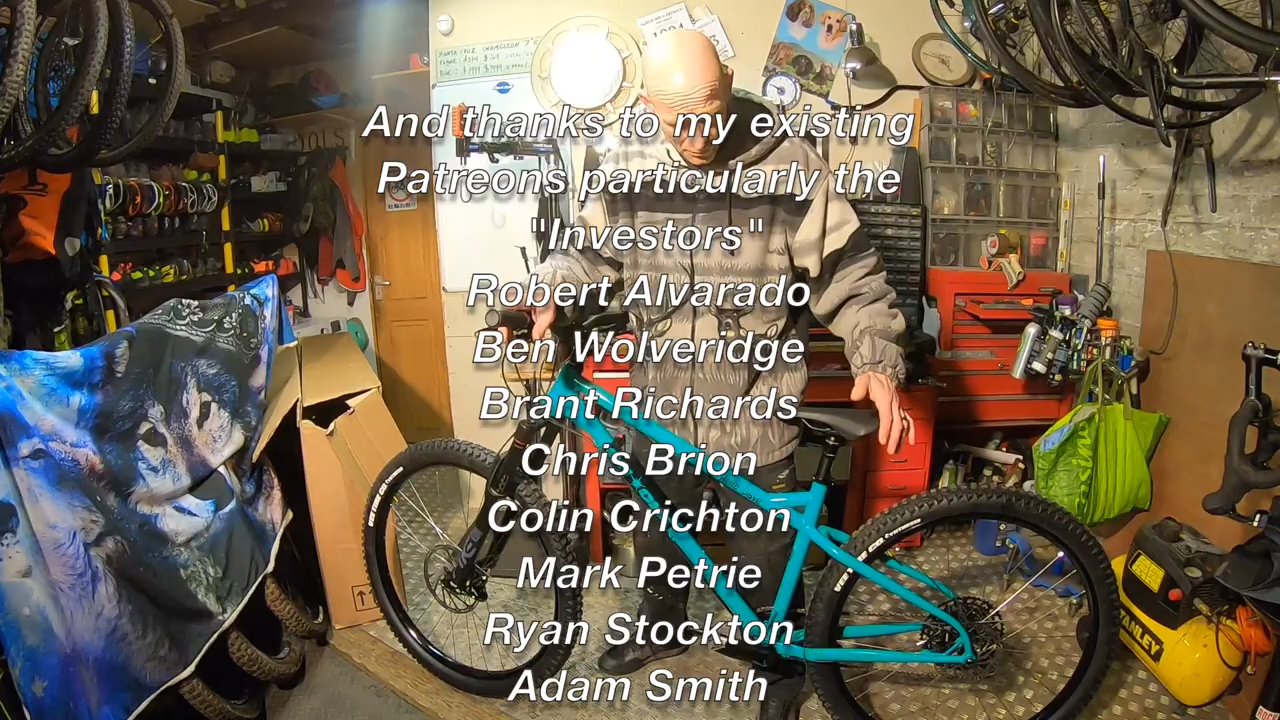 And thanks to my existing
Patreons particularly the
"Investors"
Robert Alvarado
Ben Wolveridge
Brant Richards
Chris Brion
Colin Crichton
Mark Petrie
Ryan Stockton
Adam Smith
STANLEY